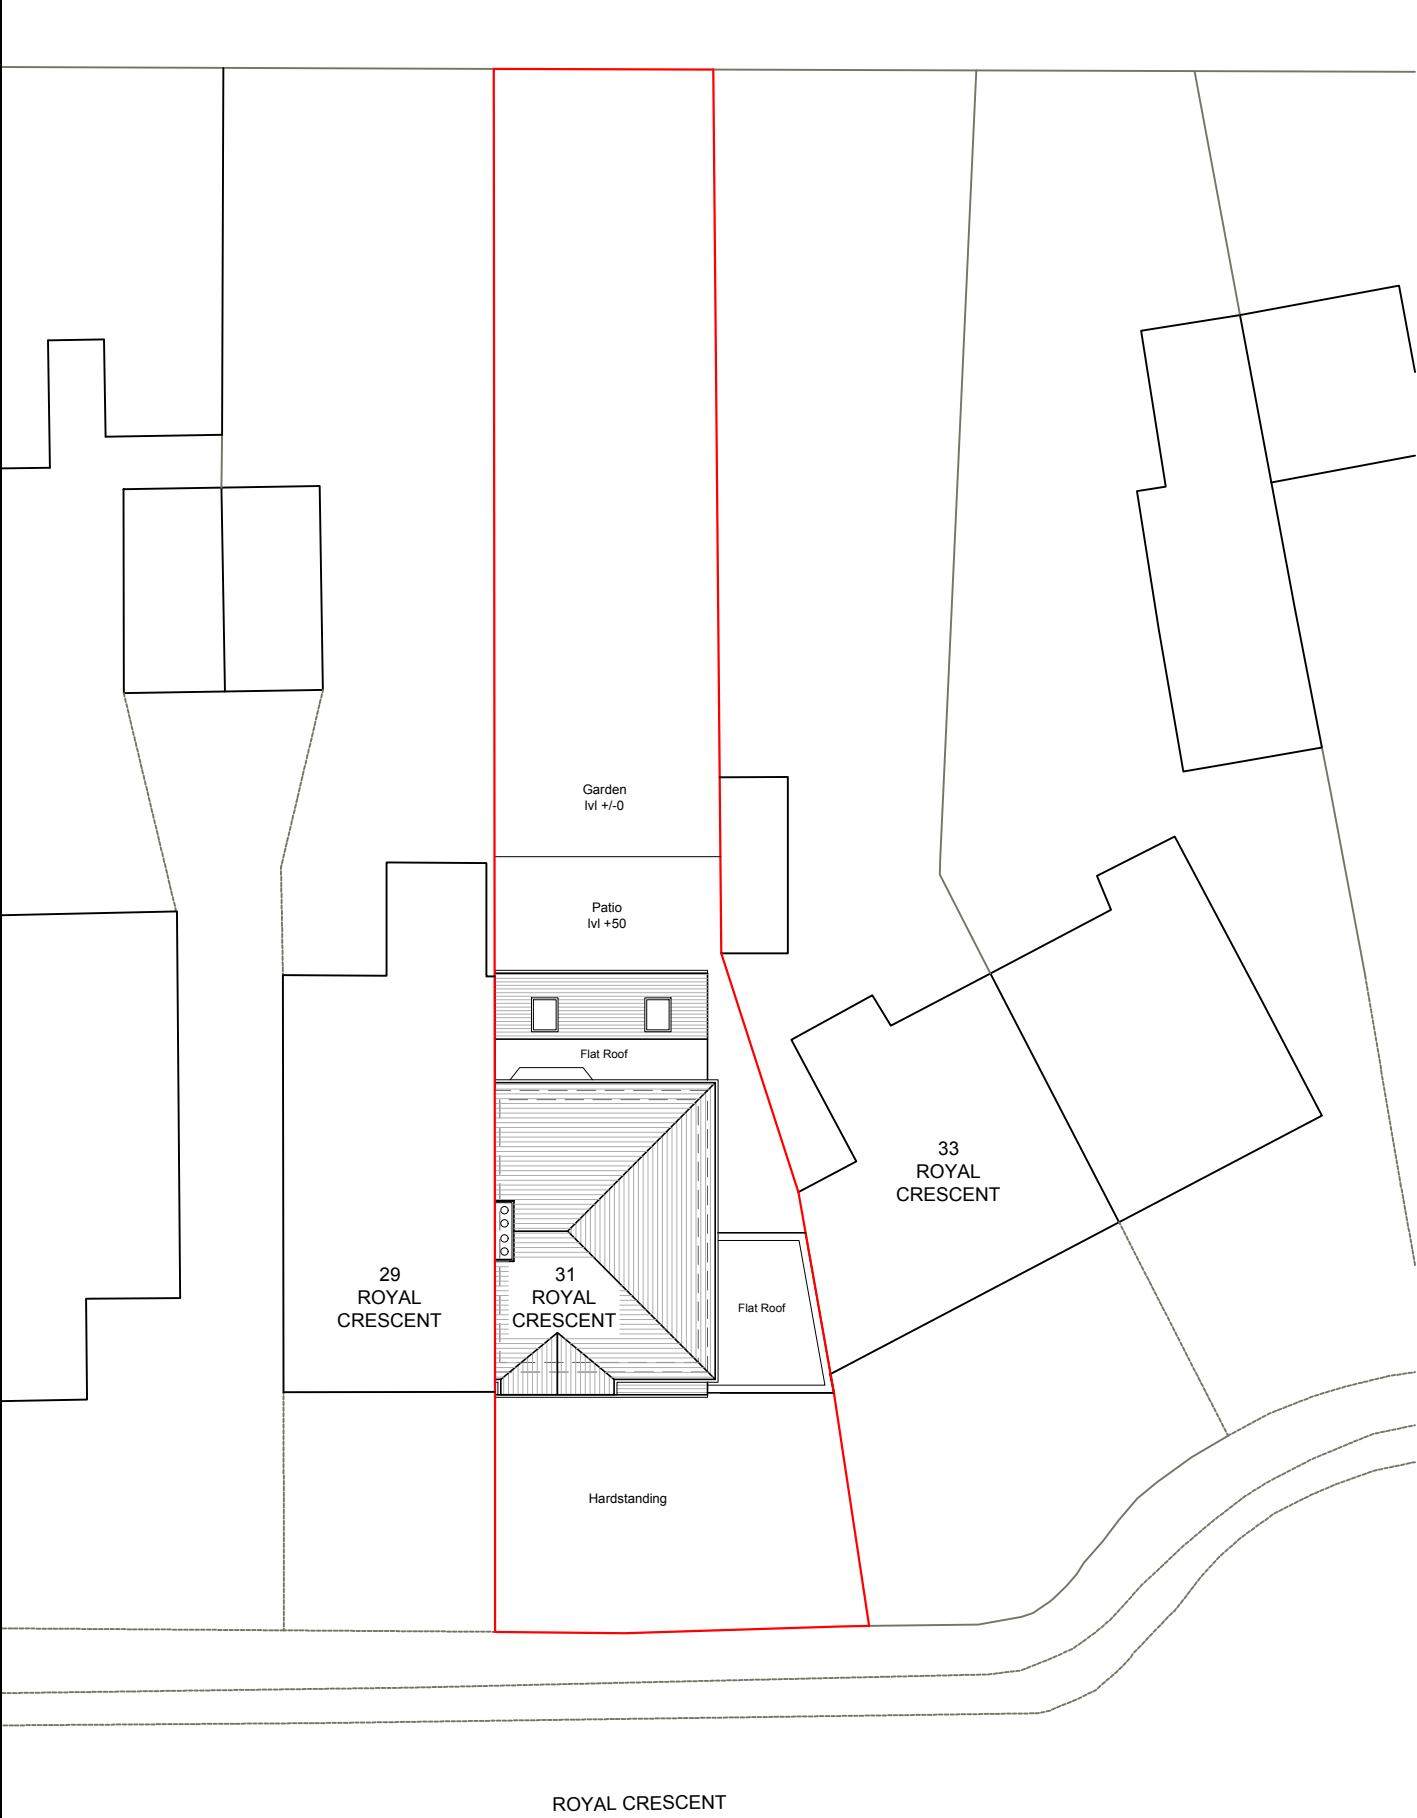 Garden
lvl +/-0
Patio
lvl +50
Flat Roof
33
ROYAL
CRESCENT
29
ROYAL
CRESCENT
31
ROYAL
CRESCENT
Flat Roof
Hardstanding
ROYAL CRESCENT